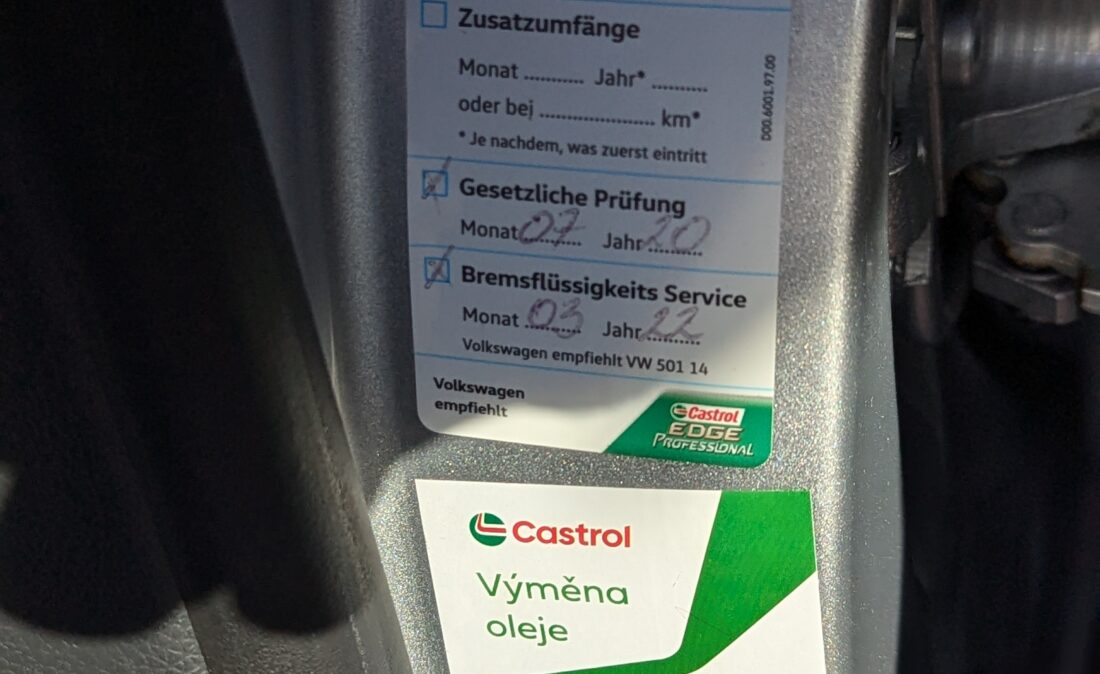 Zusatzumfänge
Monat ........... Jahr* ...........
oder bei ....................... km*
* Je nachdem, was zuerst eintritt
D00.6001.97.00
Gesetzliche Prüfung
Monat 07 Jahr 20
Bremsflüssigkeits Service
Monat 03 Jahr 22
Volkswagen empfiehlt VW 501 14
Volkswagen
empfiehlt
Castrol
EDGE
PROFESSIONAL
Castrol
Výměna
oleje